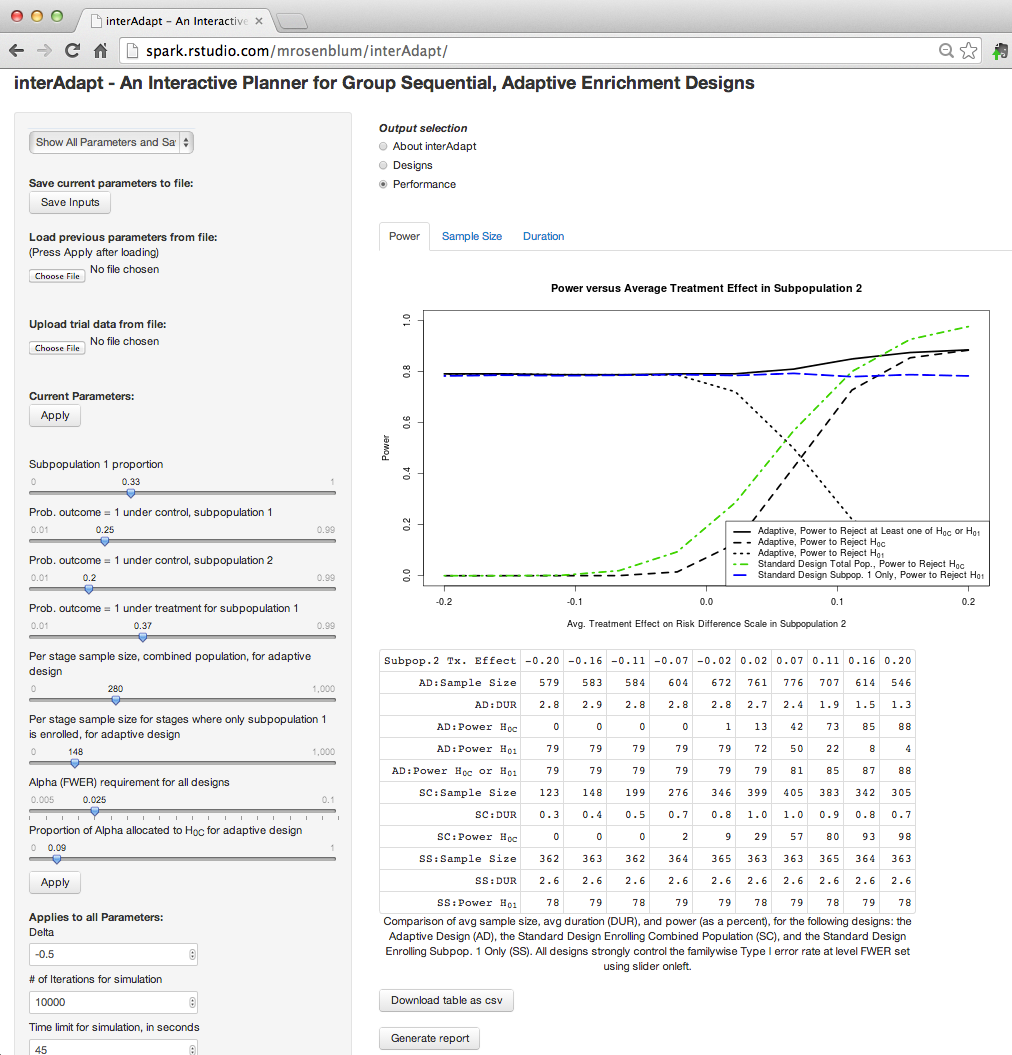 interAdapt – An Interactive
spark.rstudio.com/mrosenblum/interAdapt/
interAdapt - An Interactive Planner for Group Sequential, Adaptive Enrichment Designs
Show All Parameters and Sa
Save current parameters to file:
Save Inputs
Load previous parameters from file:
(Press Apply after loading)
Choose File No file chosen
Upload trial data from file:
Choose File No file chosen
Current Parameters:
Apply
Subpopulation 1 proportion
0 0.33 1
Prob. outcome = 1 under control, subpopulation 1
0.01 0.25 0.99
Prob. outcome = 1 under control, subpopulation 2
0.01 0.2 0.99
Prob. outcome = 1 under treatment for subpopulation 1
0.01 0.37 0.99
Per stage sample size, combined population, for adaptive
design
0 280 1,000
Per stage sample size for stages where only subpopulation 1
is enrolled, for adaptive design
0 148 1,000
Alpha (FWER) requirement for all designs
0.005 0.025 0.1
Proportion of Alpha allocated to H0C for adaptive design
0 0.09 1
Apply
Applies to all Parameters:
Delta
-0.5
# of Iterations for simulation
10000
Time limit for simulation, in seconds
45
Output selection
About interAdapt
Designs
Performance
Power Sample Size Duration
Power versus Average Treatment Effect in Subpopulation 2
Power
1.0
0.8
0.6
0.4
0.2
0.0
Adaptive, Power to Reject at Least one of H0C or H01
Adaptive, Power to Reject H0C
Adaptive, Power to Reject H01
Standard Design Total Pop., Power to Reject H0C
Standard Design Subpop. 1 Only, Power to Reject H01
-0.2 -0.1 0.0 0.1 0.2
Avg. Treatment Effect on Risk Difference Scale in Subpopulation 2
Subpop.2 Tx. Effect -0.20 -0.16 -0.11 -0.07 -0.02 0.02 0.07 0.11 0.16 0.20
AD:Sample Size 579 583 584 604 672 761 776 707 614 546
AD:DUR 2.8 2.9 2.8 2.8 2.8 2.7 2.4 1.9 1.5 1.3
AD:Power H0C 0 0 0 0 1 13 42 73 85 88
AD:Power H01 79 79 79 79 79 72 50 22 8 4
AD:Power H0C or H01 79 79 79 79 79 79 81 85 87 88
SC:Sample Size 123 148 199 276 346 399 405 383 342 305
SC:DUR 0.3 0.4 0.5 0.7 0.8 1.0 1.0 0.9 0.8 0.7
SC:Power H0C 0 0 0 2 9 29 57 80 93 98
SS:Sample Size 362 363 362 364 365 363 363 365 364 363
SS:DUR 2.6 2.6 2.6 2.6 2.6 2.6 2.6 2.6 2.6 2.6
SS:Power H01 78 79 78 79 79 78 79 78 79 78
Comparison of avg sample size, avg duration (DUR), and power (as a percent), for the following designs: the
Adaptive Design (AD), the Standard Design Enrolling Combined Population (SC), and the Standard Design
Enrolling Subpop. 1 Only (SS). All designs strongly control the familywise Type I error rate at level FWER set
using slider onleft.
Download table as csv
Generate report